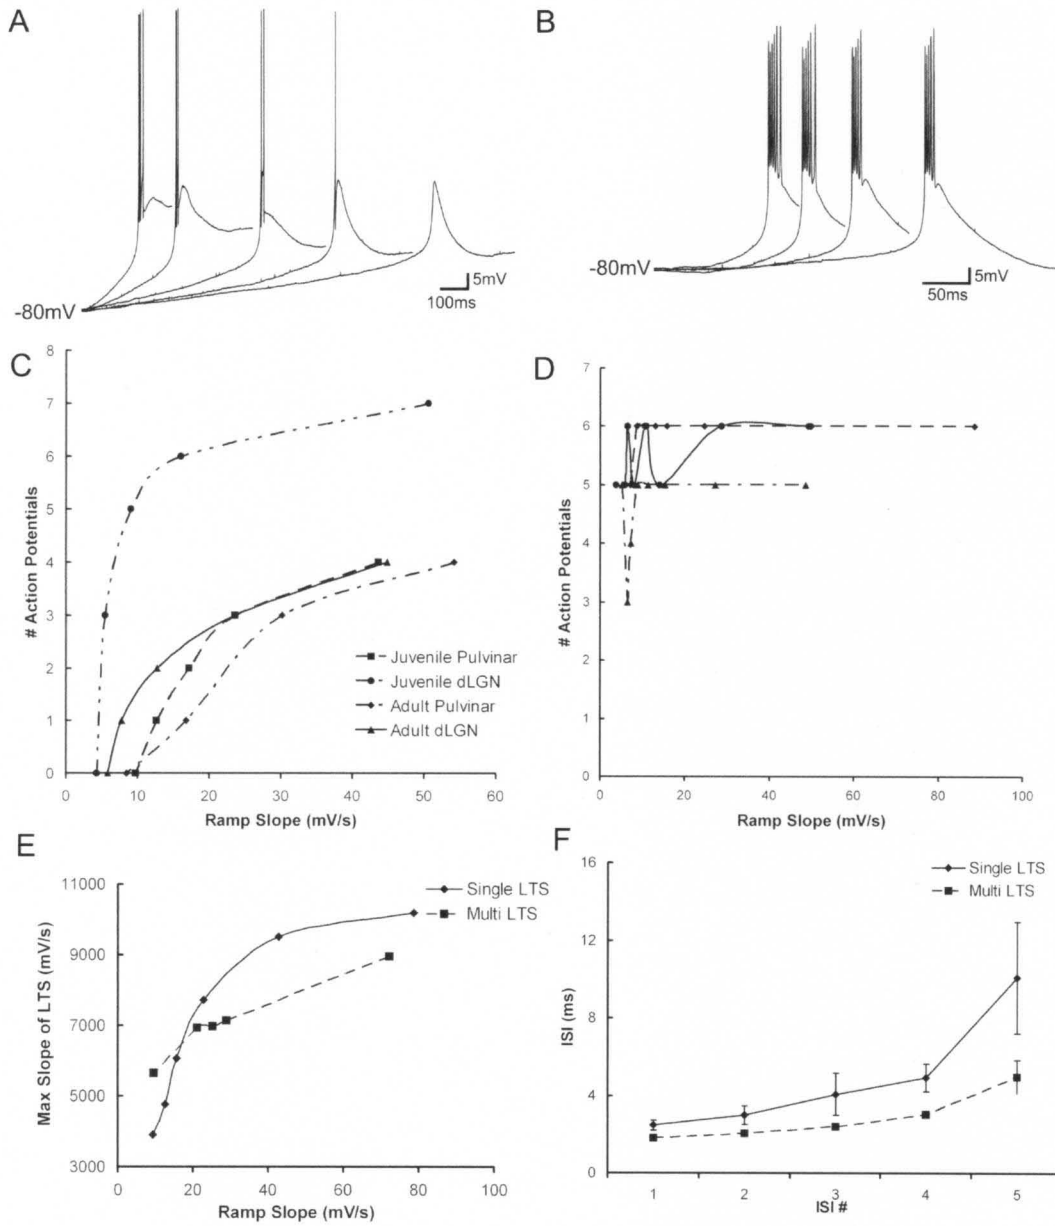 A
B
-80mV
5mV
100ms
-80mV
5mV
50ms
C
8
7
6
5
4
3
2
1
0
# Action Potentials
0
10
20
30
40
50
60
Ramp Slope (mV/s)
Juvenile Pulvinar
Juvenile dLGN
Adult Pulvinar
Adult dLGN
D
7
6
5
4
3
2
1
0
# Action Potentials
0
20
40
60
80
100
Ramp Slope (mV/s)
E
11000
9000
7000
5000
3000
Max Slope of LTS (mV/s)
0
20
40
60
80
100
Ramp Slope (mV/s)
Single LTS
Multi LTS
F
16
12
8
4
0
ISI (ms)
1
2
3
4
5
ISI #
Single LTS
Multi LTS